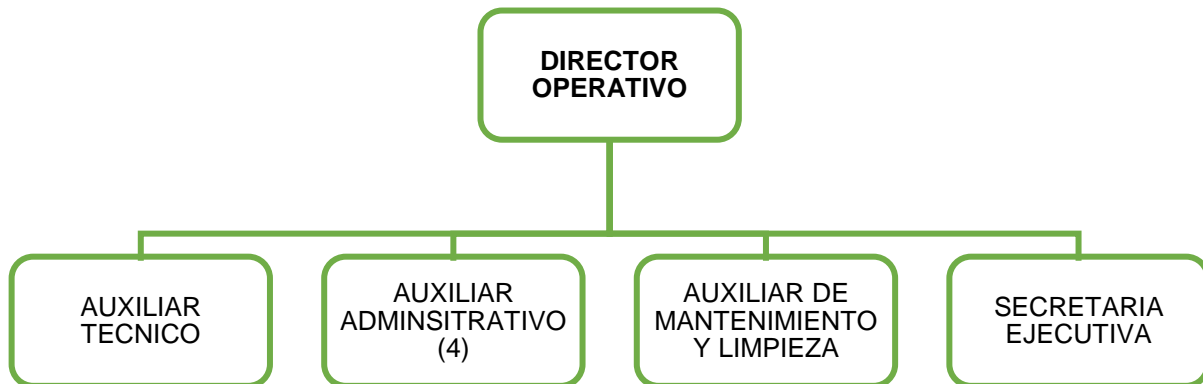 DIRECTOR
OPERATIVO
AUXILIAR
TECNICO
AUXILIAR
ADMINSITRATIVO
(4)
AUXILIAR DE
MANTENIMIENTO
Y LIMPIEZA
SECRETARIA
EJECUTIVA